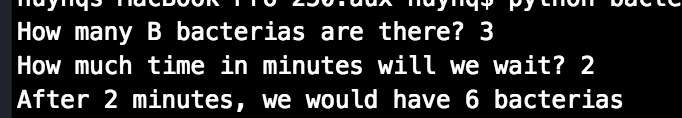 How many B bacterias are there? 3
How much time in minutes will we wait? 2
After 2 minutes, we would have 6 bacterias